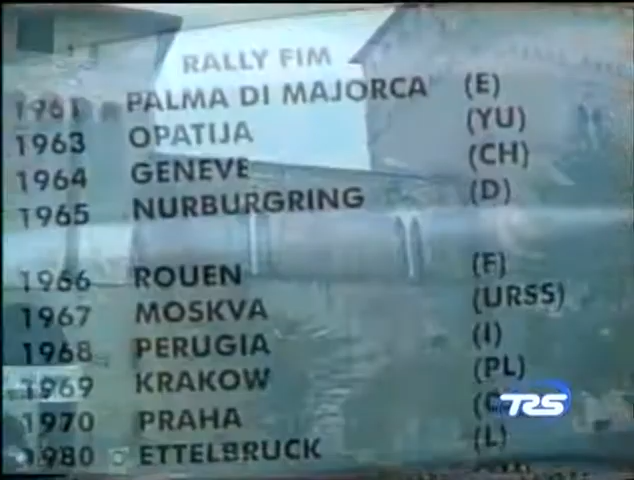 RALLY FIM
1961 PALMA DI MAJORCA (E)
1963 OPATIJA (YU)
1964 GENEVE (CH)
1965 NURBURGRING (D)
1966 ROUEN (F)
1967 MOSKVA (URSS)
1968 PERUGIA (I)
1969 KRAKOW (PL)
1970 PRAHA
TRS
1980 ETTELBRUCK (L)